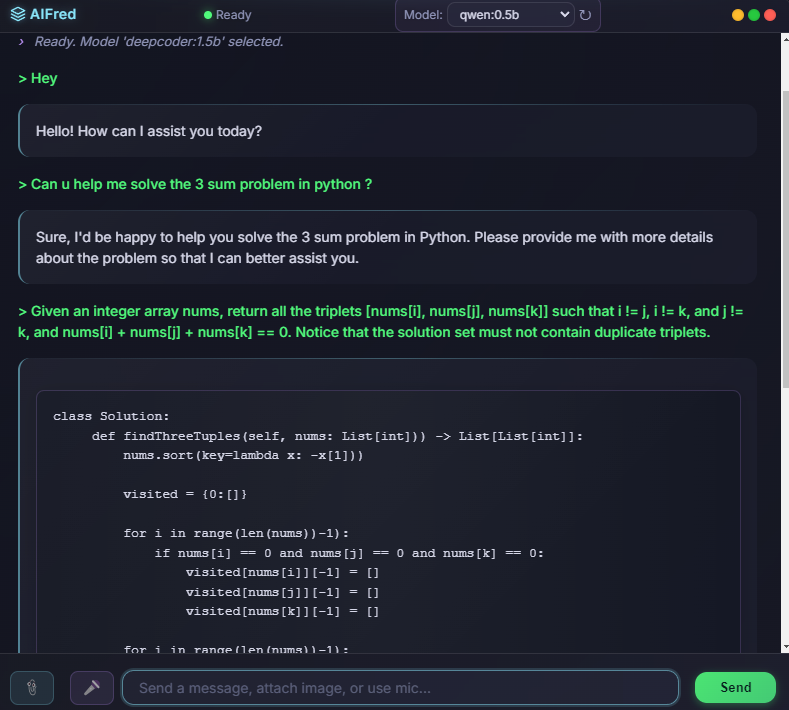 AIFred
Ready
Model: qwen:0.5b
› Ready. Model 'deepcoder:1.5b' selected.
> Hey
Hello! How can I assist you today?
> Can u help me solve the 3 sum problem in python ?
Sure, I'd be happy to help you solve the 3 sum problem in Python. Please provide me with more details
about the problem so that I can better assist you.
> Given an integer array nums, return all the triplets [nums[i], nums[j], nums[k]] such that i != j, i != k, and j !=
k, and nums[i] + nums[j] + nums[k] == 0. Notice that the solution set must not contain duplicate triplets.
class Solution:
def findThreeTuples(self, nums: List[int])) -> List[List[int]]:
nums.sort(key=lambda x: -x[1]))
visited = {0:[]}
for i in range(len(nums))-1):
if nums[i] == 0 and nums[j] == 0 and nums[k] == 0:
visited[nums[i]][-1] = []
visited[nums[j]][-1] = []
visited[nums[k]][-1] = []
for i in range(len(nums))-1):
Send a message, attach image, or use mic...
Send